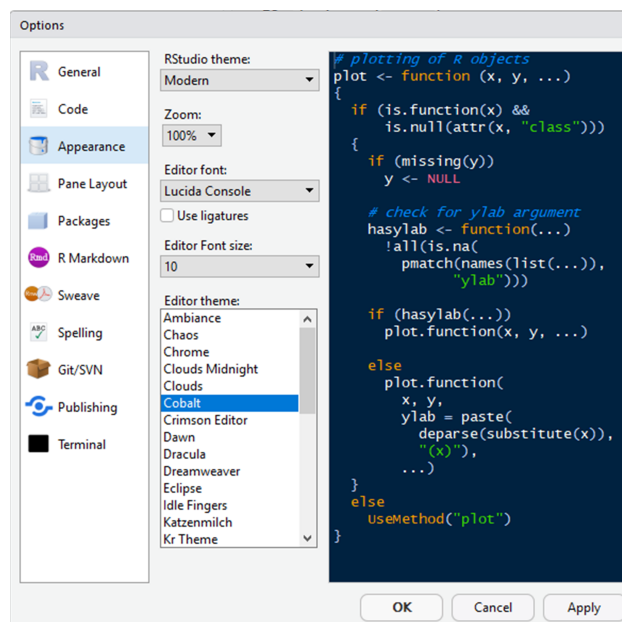 Options
General
Code
Appearance
Pane Layout
Packages
Rmd R Markdown
Sweave
ABC Spelling
Git/SVN
Publishing
Terminal
RStudio theme:
Modern
Zoom:
100%
Editor font:
Lucida Console
Use ligatures
Editor Font size:
10
Editor theme:
Ambiance
Chaos
Chrome
Clouds Midnight
Clouds
Cobalt
Crimson Editor
Dawn
Dracula
Dreamweaver
Eclipse
Idle Fingers
Katzenmilch
Kr Theme
# plotting of R objects
plot <- function (x, y, ...)
{
  if (is.function(x) &&
      is.null(attr(x, "class")))
  {
    if (missing(y))
      y <- NULL

    # check for ylab argument
    hasylab <- function(...)
      !all(is.na(
        pmatch(names(list(...)),
              "ylab")))

    if (hasylab(...))
      plot.function(x, y, ...)

    else
      plot.function(
        x, y,
        ylab = paste(
          deparse(substitute(x)),
          "(x)"),
        ...)
  }
  else
    UseMethod("plot")
}
OK
Cancel
Apply